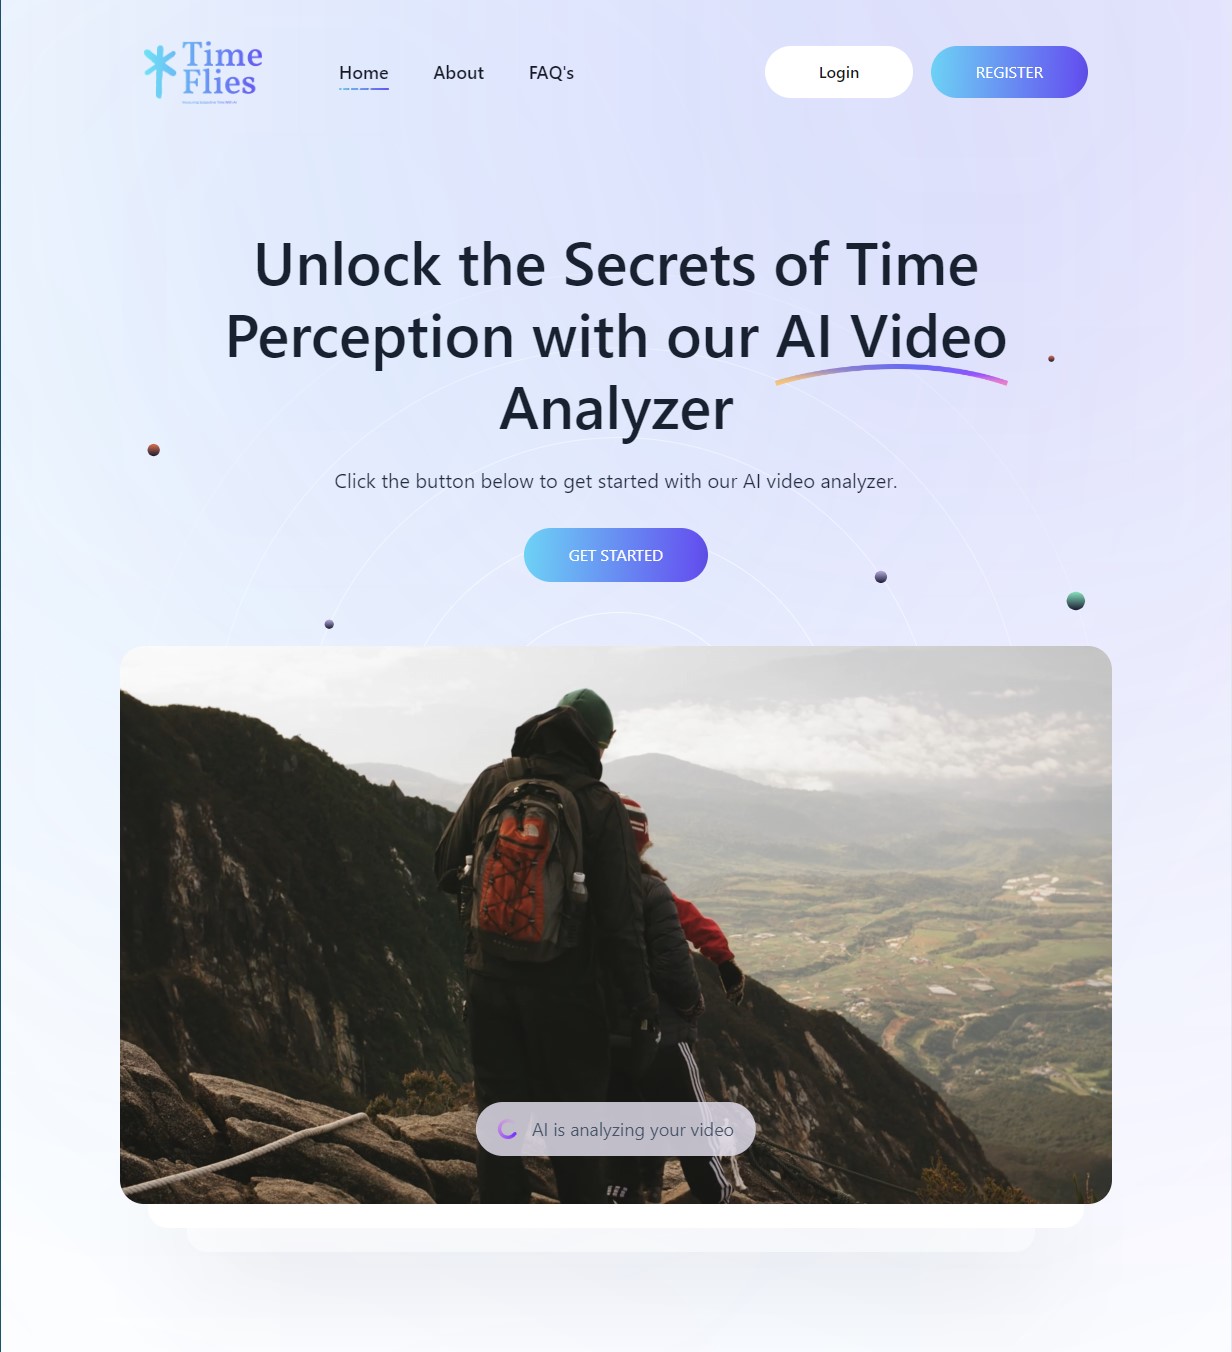 Time
Flies
Home
About
FAQ's
Login
REGISTER
Unlock the Secrets of Time
Perception with our AI Video
Analyzer
Click the button below to get started with our AI video analyzer.
GET STARTED
AI is analyzing your video